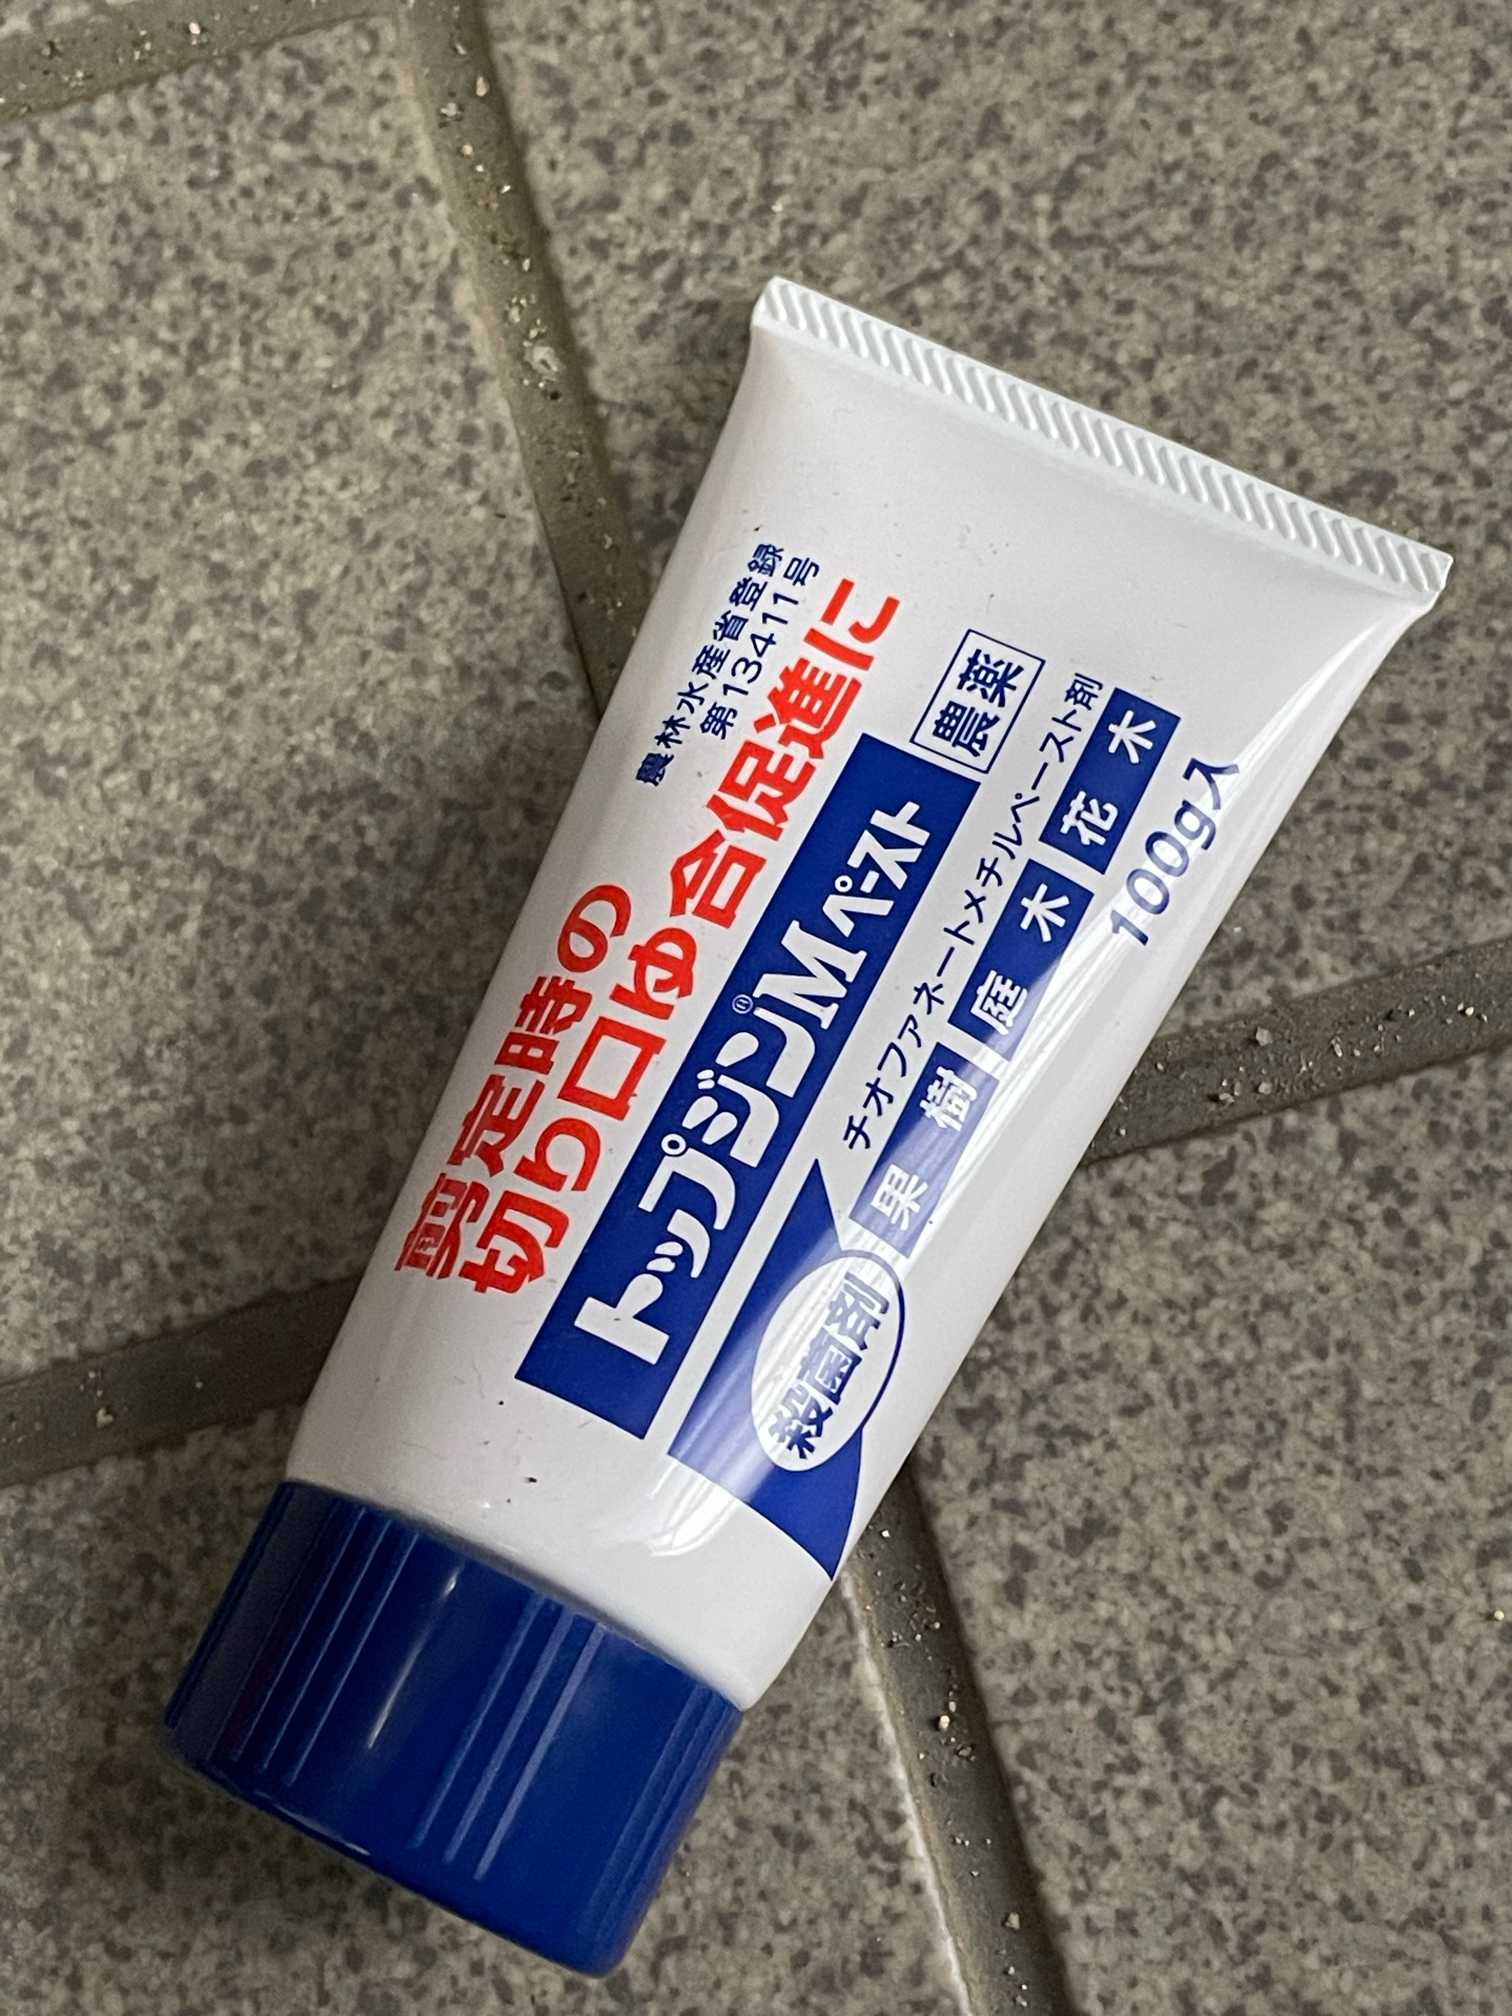 農林水産省登録
第13411号
剪定時の
切り口ゆ合促進に
トップジン®Mペースト
農薬
チオファネートメチルペースト剤
殺菌剤
果樹 庭木 花木
100g入